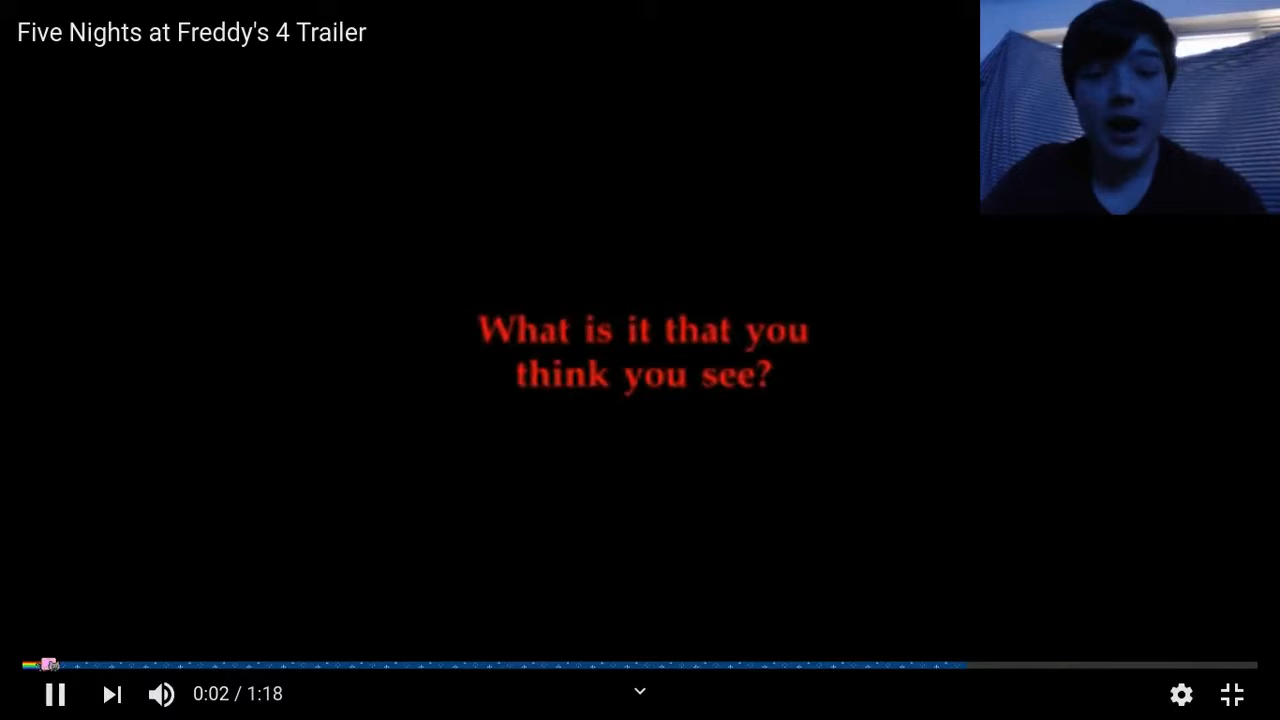 Five Nights at Freddy's 4 Trailer
What is it that you
think you see?
0:02 / 1:18